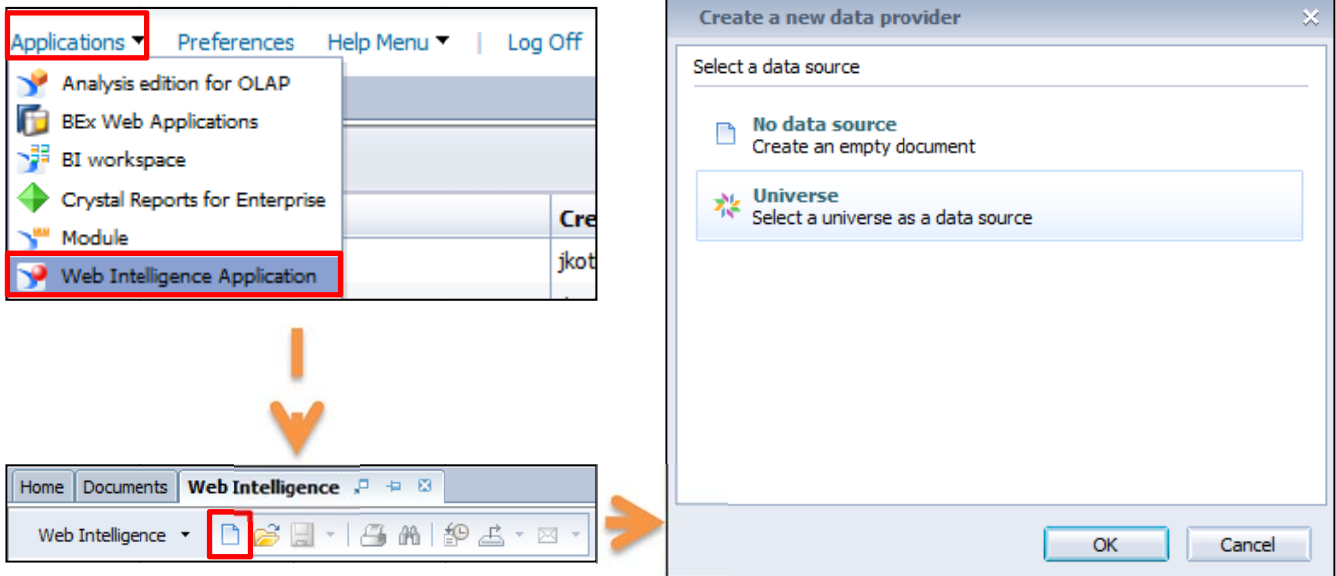 Applications Preferences Help Menu | Log Off
Analysis edition for OLAP
BEx Web Applications
BI workspace
Crystal Reports for Enterprise
Module
Web Intelligence Application
Cre
jkot
Home Documents Web Intelligence
Web Intelligence
Create a new data provider
Select a data source
No data source
Create an empty document
Universe
Select a universe as a data source
OK Cancel